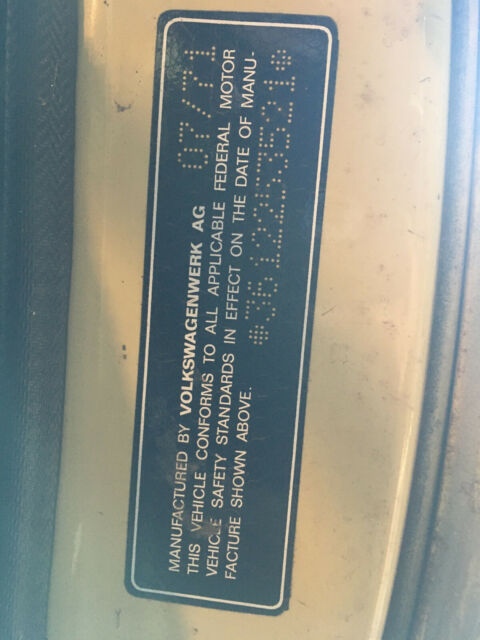 MANUFACTURED BY VOLKSWAGENWERK AG 07/71
THIS VEHICLE CONFORMS TO ALL APPLICABLE FEDERAL MOTOR
VEHICLE SAFETY STANDARDS IN EFFECT ON THE DATE OF MANU-
FACTURE SHOWN ABOVE.